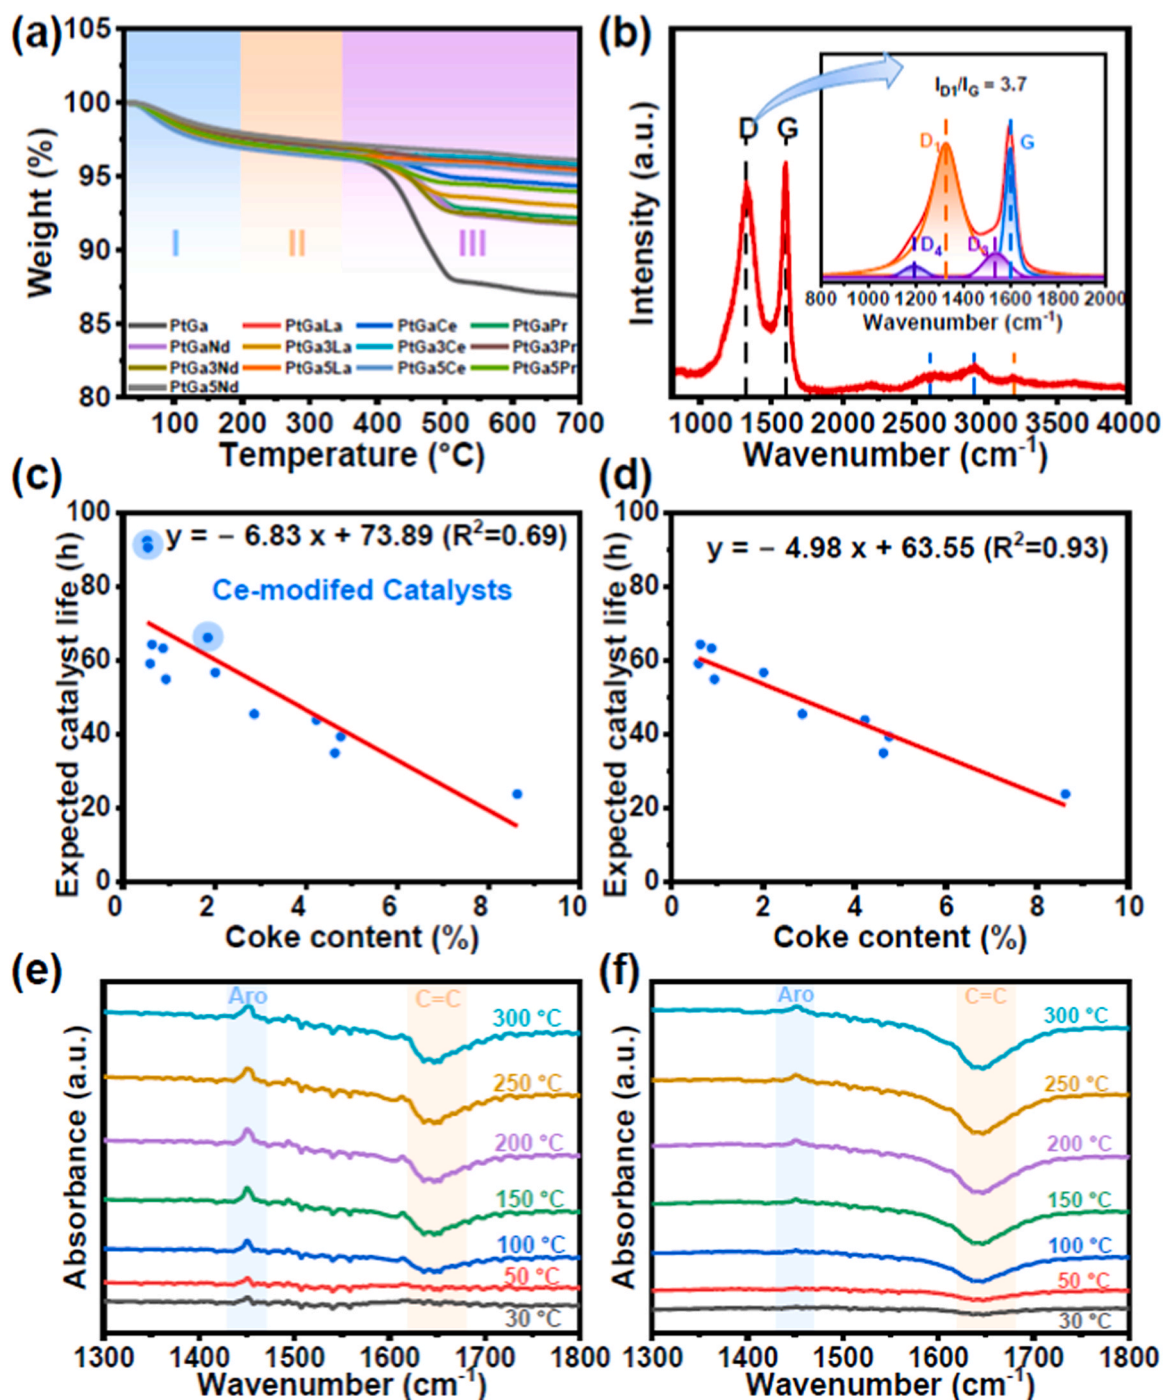 (a)
105
100
95
90
85
80
Weight (%)
I
II
III
PtGa
PtGaLa
PtGaCe
PtGaPr
PtGaNd
PtGa3La
PtGa3Ce
PtGa3Pr
PtGa3Nd
PtGa5La
PtGa5Ce
PtGa5Pr
PtGa5Nd
100 200 300 400 500 600 700
Temperature (°C)
(b)
Intensity (a.u.)
D
G
I_D1/I_G = 3.7
D₁
G
D₄
D₃
800 1000 1200 1400 1600 1800 2000
Wavenumber (cm⁻¹)
1000 1500 2000 2500 3000 3500 4000
Wavenumber (cm⁻¹)
(c)
100
80
60
40
20
0
Expected catalyst life (h)
y = − 6.83 x + 73.89 (R²=0.69)
Ce-modifed Catalysts
0 2 4 6 8 10
Coke content (%)
(d)
100
80
60
40
20
0
Expected catalyst life (h)
y = − 4.98 x + 63.55 (R²=0.93)
0 2 4 6 8 10
Coke content (%)
(e)
Absorbance (a.u.)
Aro
C=C
300 °C
250 °C
200 °C
150 °C
100 °C
50 °C
30 °C
1300 1400 1500 1600 1700 1800
Wavenumber (cm⁻¹)
(f)
Absorbance (a.u.)
Aro
C=C
300 °C
250 °C
200 °C
150 °C
100 °C
50 °C
30 °C
1300 1400 1500 1600 1700 1800
Wavenumber (cm⁻¹)